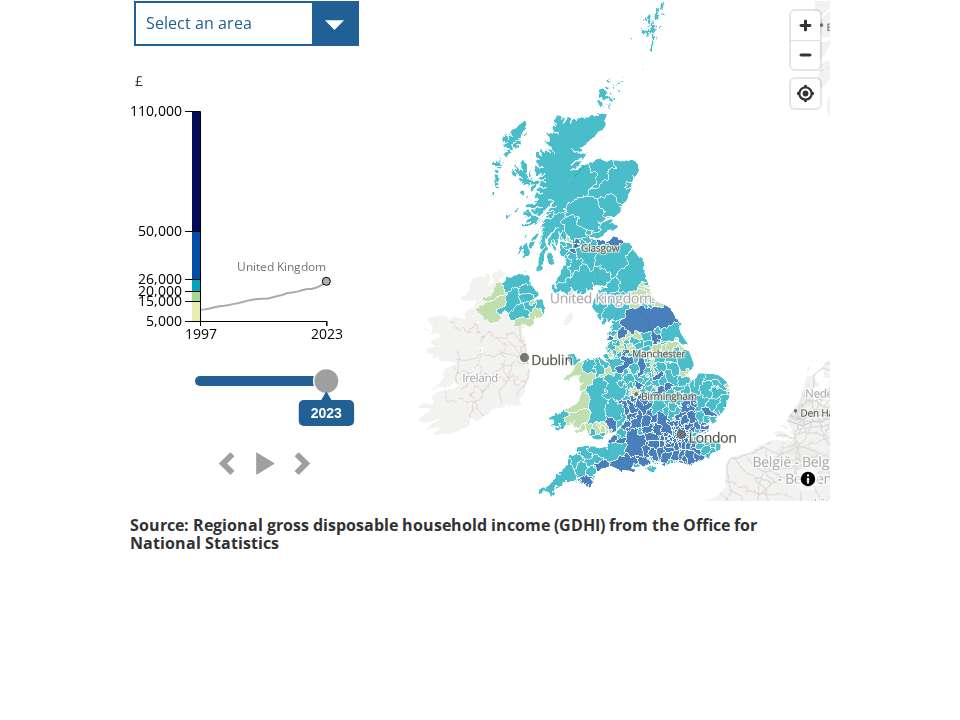 Select an area
£
110,000
50,000
26,000
20,000
15,000
5,000
United Kingdom
1997
2023
2023
Glasgow
United Kingdom
Manchester
Dublin
Ireland
Birmingham
London
Nede
Den Ha
België - Belg
Source: Regional gross disposable household income (GDHI) from the Office for
National Statistics